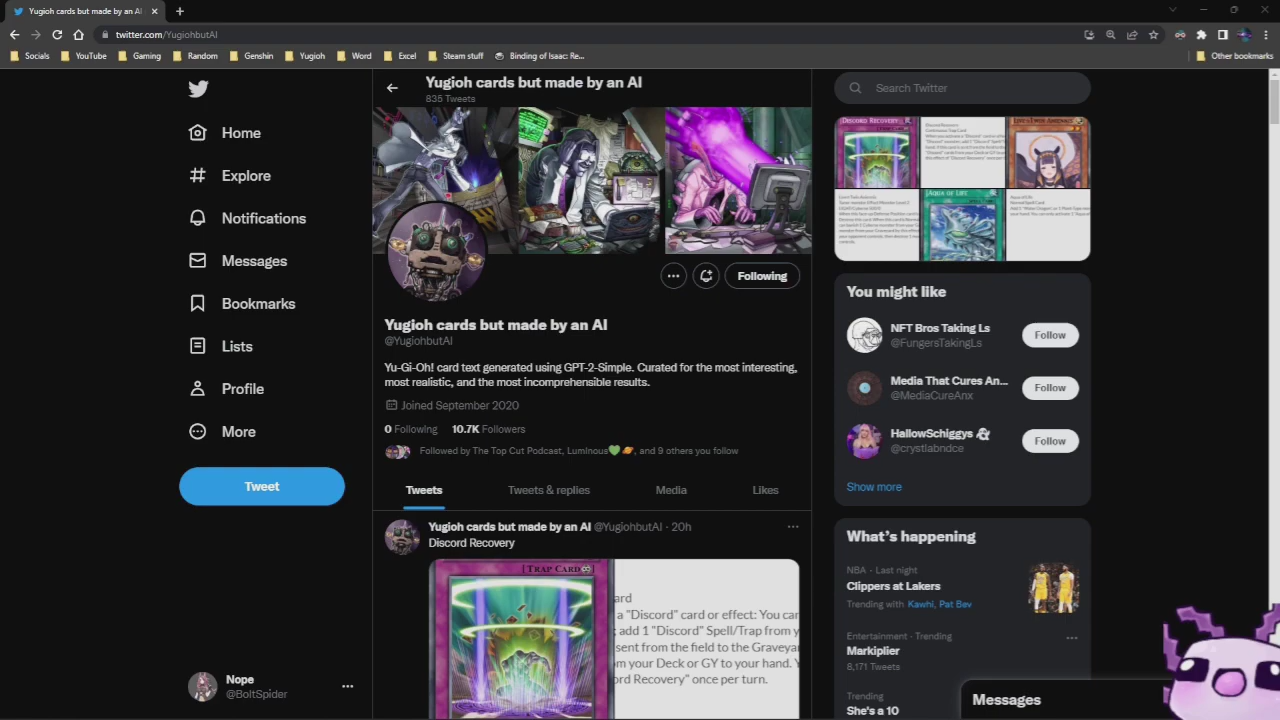 Yugioh cards but made by an AI
twitter.com/YugiohbutAI
Socials
YouTube
Gaming
Random
Genshin
Yugioh
Word
Excel
Steam stuff
Binding of Isaac: Re...
Other bookmarks
Home
Explore
Notifications
Messages
Bookmarks
Lists
Profile
More
Tweet
Nope
@BoltSpider
Yugioh cards but made by an AI
835 Tweets
Following
Yugioh cards but made by an AI
@YugiohbutAI
Yu-Gi-Oh! card text generated using GPT-2-Simple. Curated for the most interesting,
most realistic, and the most incomprehensible results.
Joined September 2020
0 Following 10.7K Followers
Followed by The Top Cut Podcast, Lum1nous💚🪐, and 9 others you follow
Tweets
Tweets & replies
Media
Likes
Yugioh cards but made by an AI @YugiohbutAI · 20h
Discord Recovery
[TRAP CARD]
ard
a "Discord" card or effect: You car
add 1 "Discord" Spell/Trap from y
sent from the field to the Graveyar
m your Deck or GY to your hand. Y
ord Recovery" once per turn.
Search Twitter
DISCORD RECOVERY
AQUA OF LIFE
You might like
NFT Bros Taking Ls
@FungersTakingLs
Follow
Media That Cures An...
@MediaCureAnx
Follow
HallowSchiggys
@crystlabndce
Follow
Show more
What's happening
NBA · Last night
Clippers at Lakers
Trending with Kawhi, Pat Bev
Entertainment · Trending
Markiplier
8,171 Tweets
Trending
She's a 10
Messages